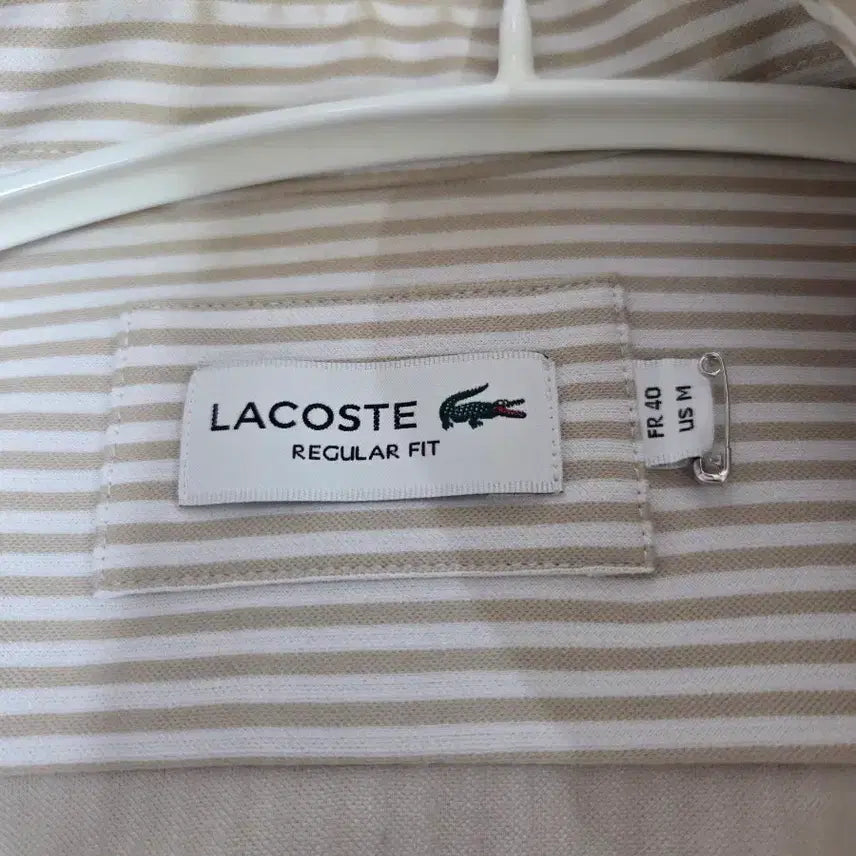 LACOSTE
REGULAR FIT
FR 40
US M